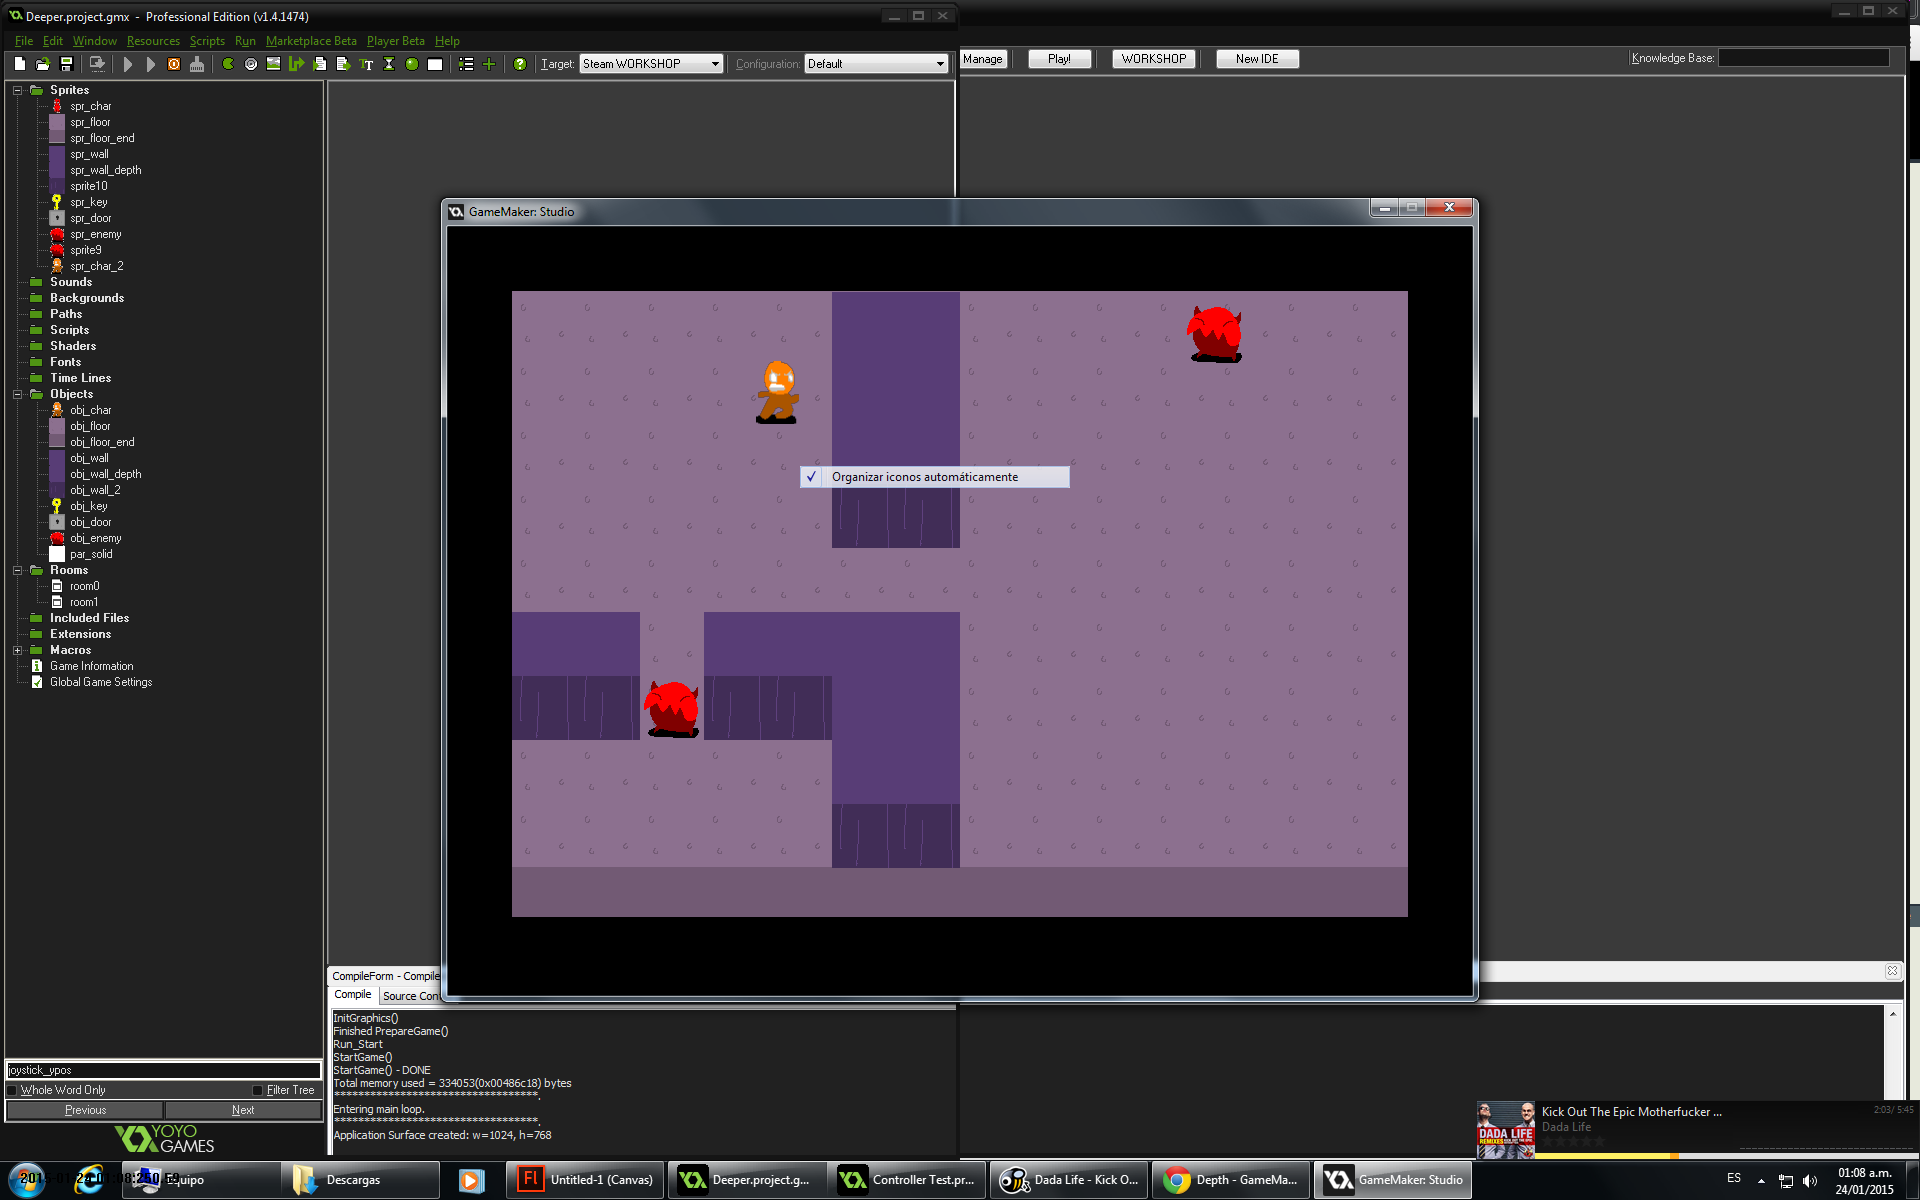 Deeper.project.gmx - Professional Edition (v1.4.1474)
File Edit Window Resources Scripts Run Marketplace Beta Player Beta Help
Target: Steam WORKSHOP Configuration: Default
Manage Play! WORKSHOP New IDE Knowledge Base:
Sprites
spr_char
spr_floor
spr_floor_end
spr_wall
spr_wall_depth
sprite10
spr_key
spr_door
spr_enemy
sprite9
spr_char_2
Sounds
Backgrounds
Paths
Scripts
Shaders
Fonts
Time Lines
Objects
obj_char
obj_floor
obj_floor_end
obj_wall
obj_wall_depth
obj_wall_2
obj_key
obj_door
obj_enemy
par_solid
Rooms
room0
room1
Included Files
Extensions
Macros
Game Information
Global Game Settings
GameMaker: Studio
Organizar iconos automáticamente
joystick_ypos
Whole Word Only Filter Tree
Previous Next
YOYO
GAMES
CompileForm - Compile
Compile Source Con
InitGraphics()
Finished PrepareGame()
Run_Start
StartGame()
StartGame() - DONE
Total memory used = 334053(0x00486c18) bytes
**********************************.
Entering main loop.
**********************************.
Application Surface created: w=1024, h=768
Kick Out The Epic Motherfucker ...
2:03/ 5:45
Dada Life
DADA LIFE
Equipo
Descargas
Untitled-1 (Canvas)
Deeper.project.g...
Controller Test.pr...
Dada Life - Kick O...
Depth - GameMa...
GameMaker: Studio
ES
01:08 a.m.
24/01/2015